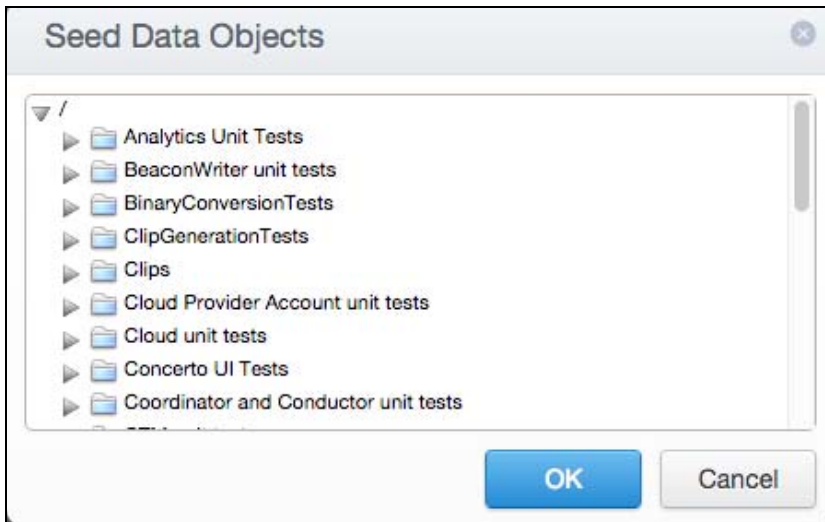 Seed Data Objects
/
Analytics Unit Tests
BeaconWriter unit tests
BinaryConversionTests
ClipGenerationTests
Clips
Cloud Provider Account unit tests
Cloud unit tests
Concerto UI Tests
Coordinator and Conductor unit tests
OK Cancel